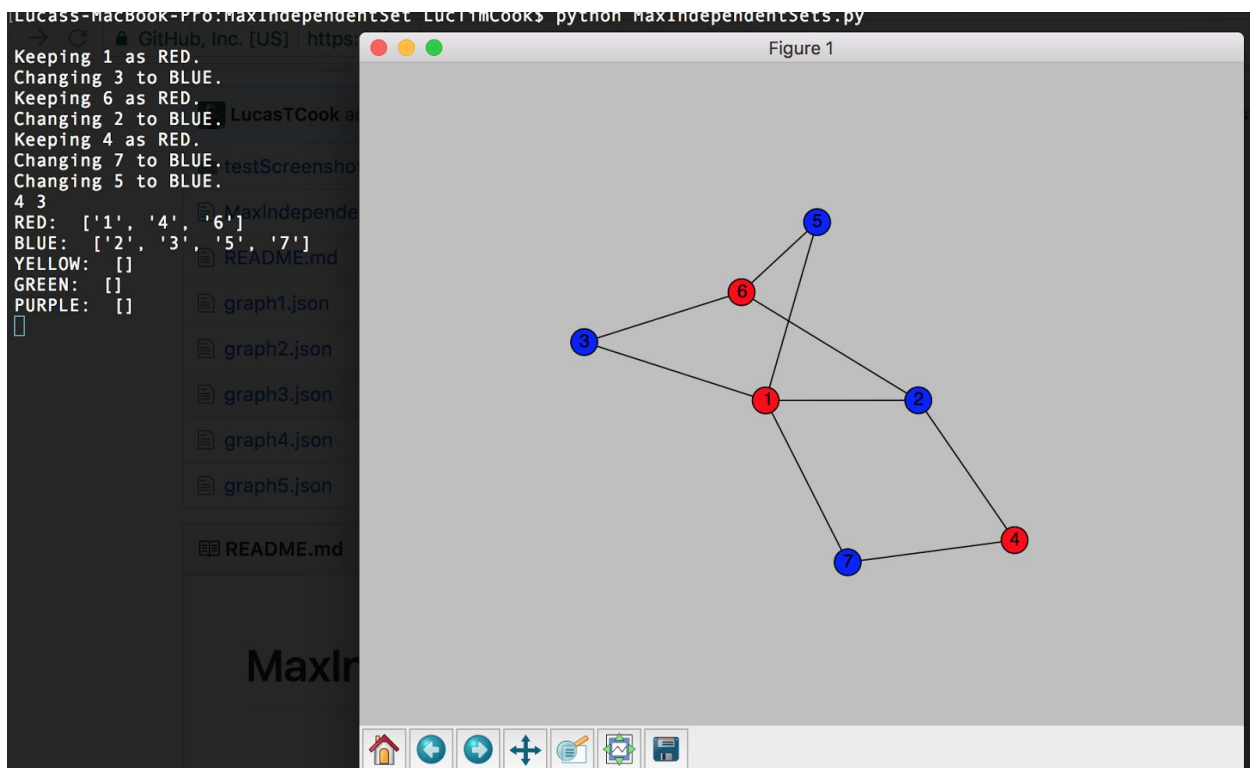 [Lucass-MacBook-Pro:MaxIndependentSet LucTimCook$ python MaxIndependentSets.py
GitHub, Inc. [US] https:
Keeping 1 as RED.
Changing 3 to BLUE.
Keeping 6 as RED.
Changing 2 to BLUE.
Keeping 4 as RED.
Changing 7 to BLUE.
Changing 5 to BLUE.
4 3
RED:  ['1', '4', '6']
BLUE:  ['2', '3', '5', '7']
YELLOW:  []
GREEN:  []
PURPLE:  []
LucasTCook
testScreensho
MaxIndepende
README.md
graph1.json
graph2.json
graph3.json
graph4.json
graph5.json
README.md
MaxIn
Figure 1
5
6
3
1
2
4
7